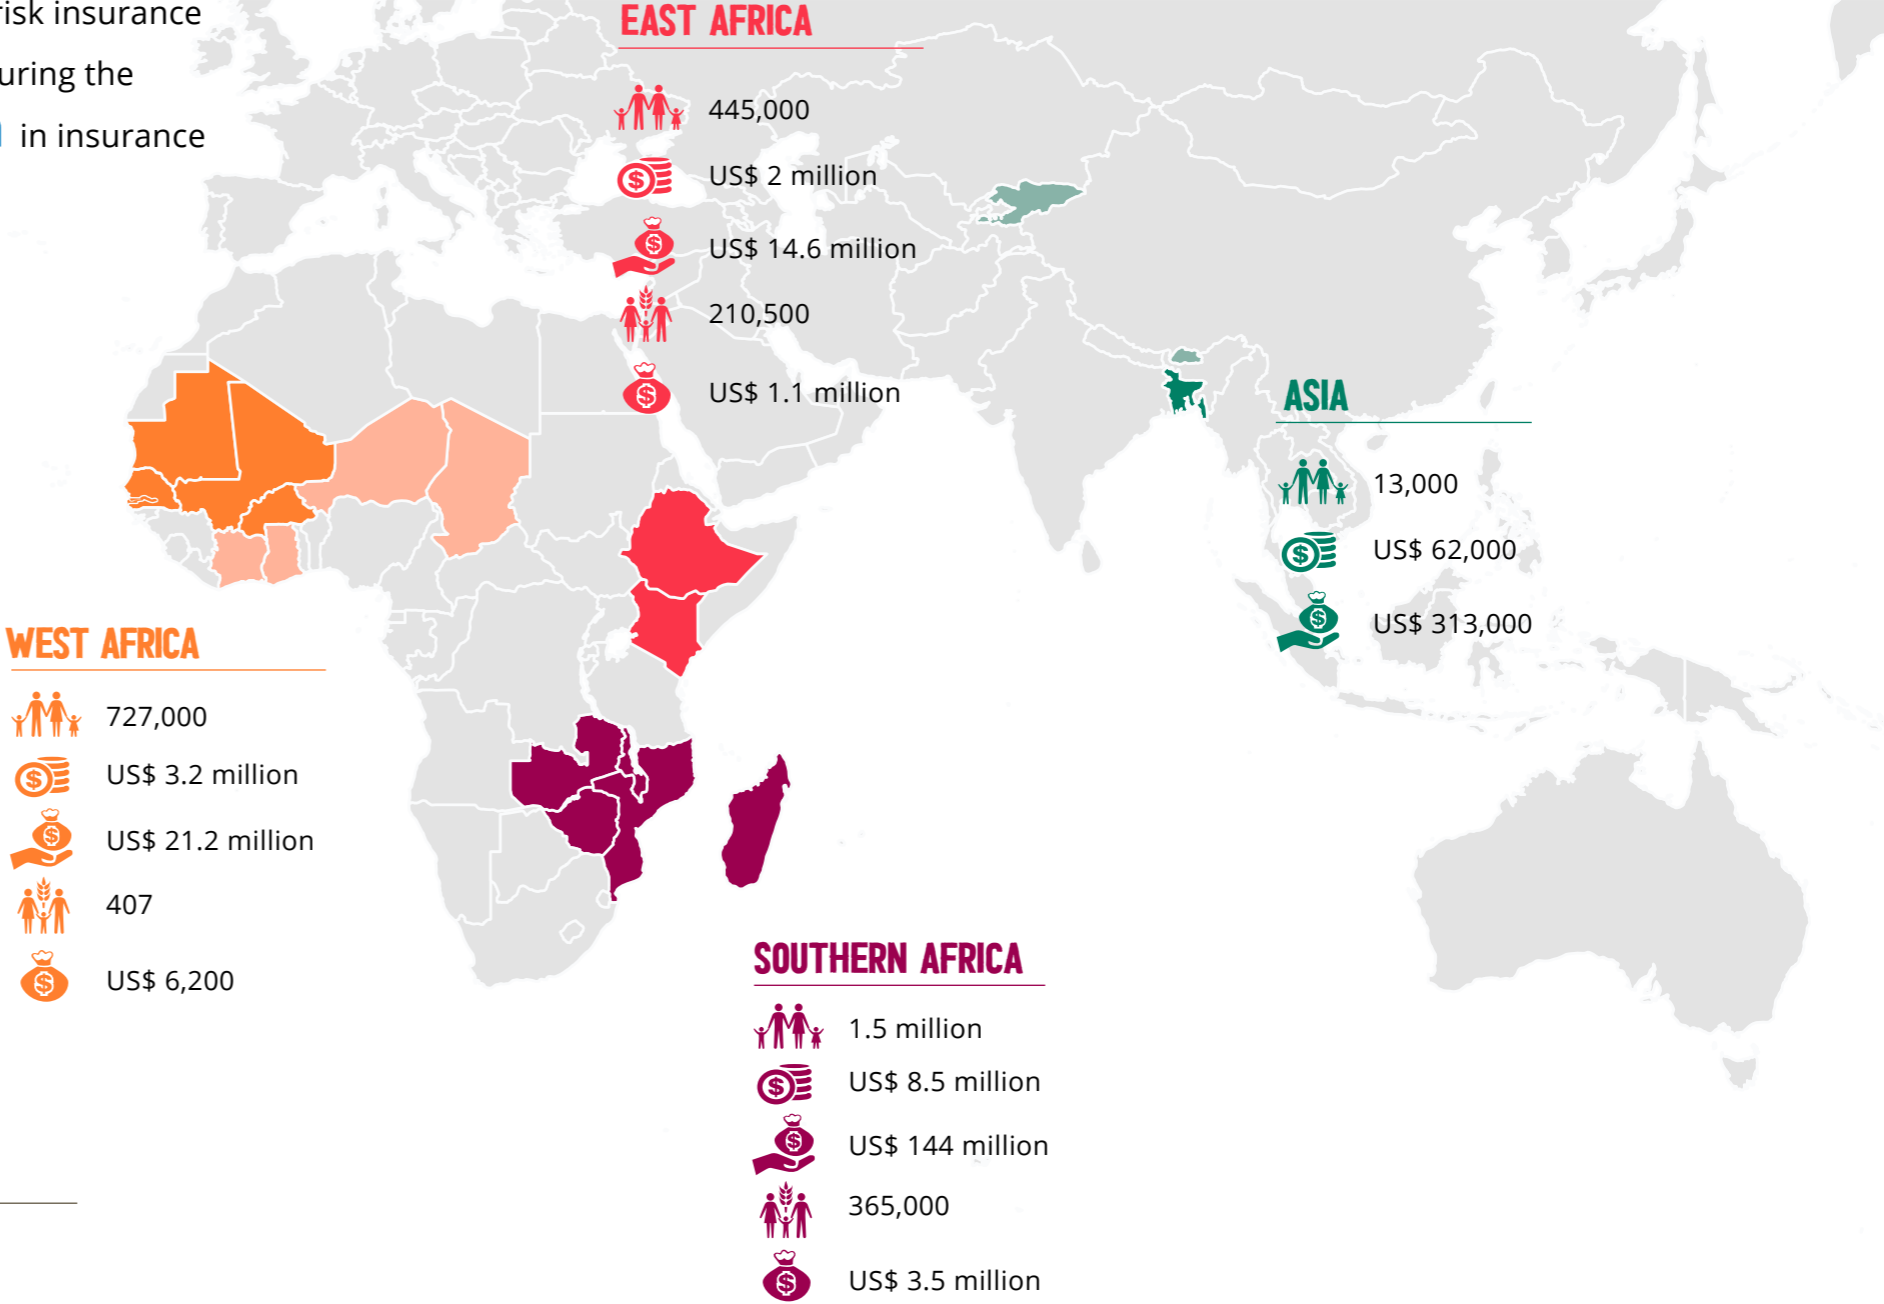 risk insurance
uring the
in insurance
EAST AFRICA
445,000
US$ 2 million
US$ 14.6 million
210,500
US$ 1.1 million
ASIA
13,000
US$ 62,000
US$ 313,000
WEST AFRICA
727,000
US$ 3.2 million
US$ 21.2 million
407
US$ 6,200
SOUTHERN AFRICA
1.5 million
US$ 8.5 million
US$ 144 million
365,000
US$ 3.5 million